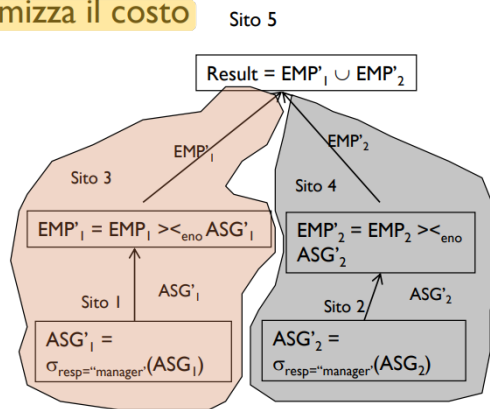 mizza il costo
Sito 5
Result = EMP'₁ ∪ EMP'₂
EMP'₁
EMP'₂
Sito 3
Sito 4
EMP'₁ = EMP₁ ><ₑₙₒ ASG'₁
EMP'₂ = EMP₂ ><ₑₙₒ
ASG'₂
Sito 1
ASG'₁
Sito 2
ASG'₂
ASG'₁ =
σresp="manager'(ASG₁)
ASG'₂ =
σresp="manager'(ASG₂)